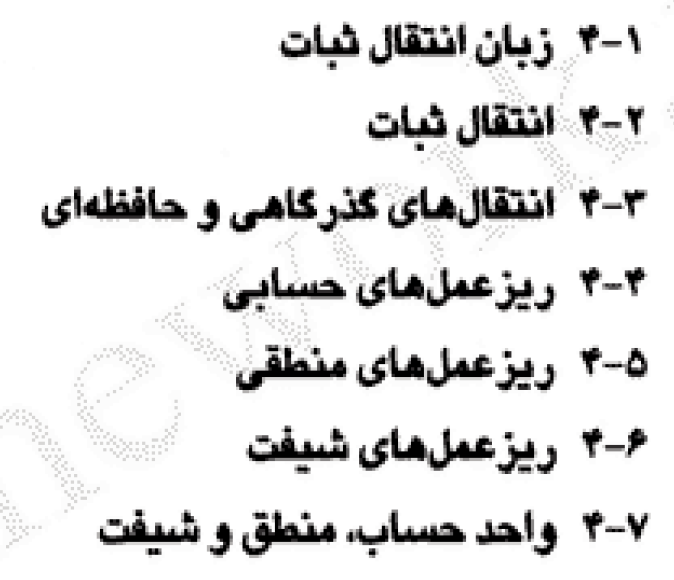 ۴-۱ زبان انتقال ثبات
۴-۲ انتقال ثبات
۴-۳ انتقال‌های گذرگاهی و حافظه‌ای
۴-۴ ریزعمل‌های حسابی
۴-۵ ریزعمل‌های منطقی
۴-۶ ریزعمل‌های شیفت
۴-۷ واحد حساب، منطق و شیفت